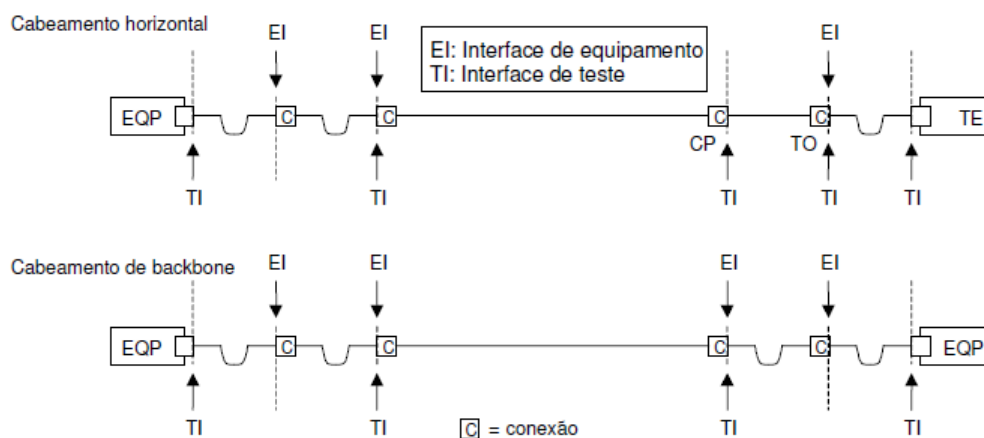 Cabeamento horizontal
EI EI EI
EI: Interface de equipamento
TI: Interface de teste
EQP C C C C TE
CP TO
TI TI TI TI TI
Cabeamento de backbone
EI EI EI EI
EQP C C C C EQP
TI TI TI TI
C = conexão